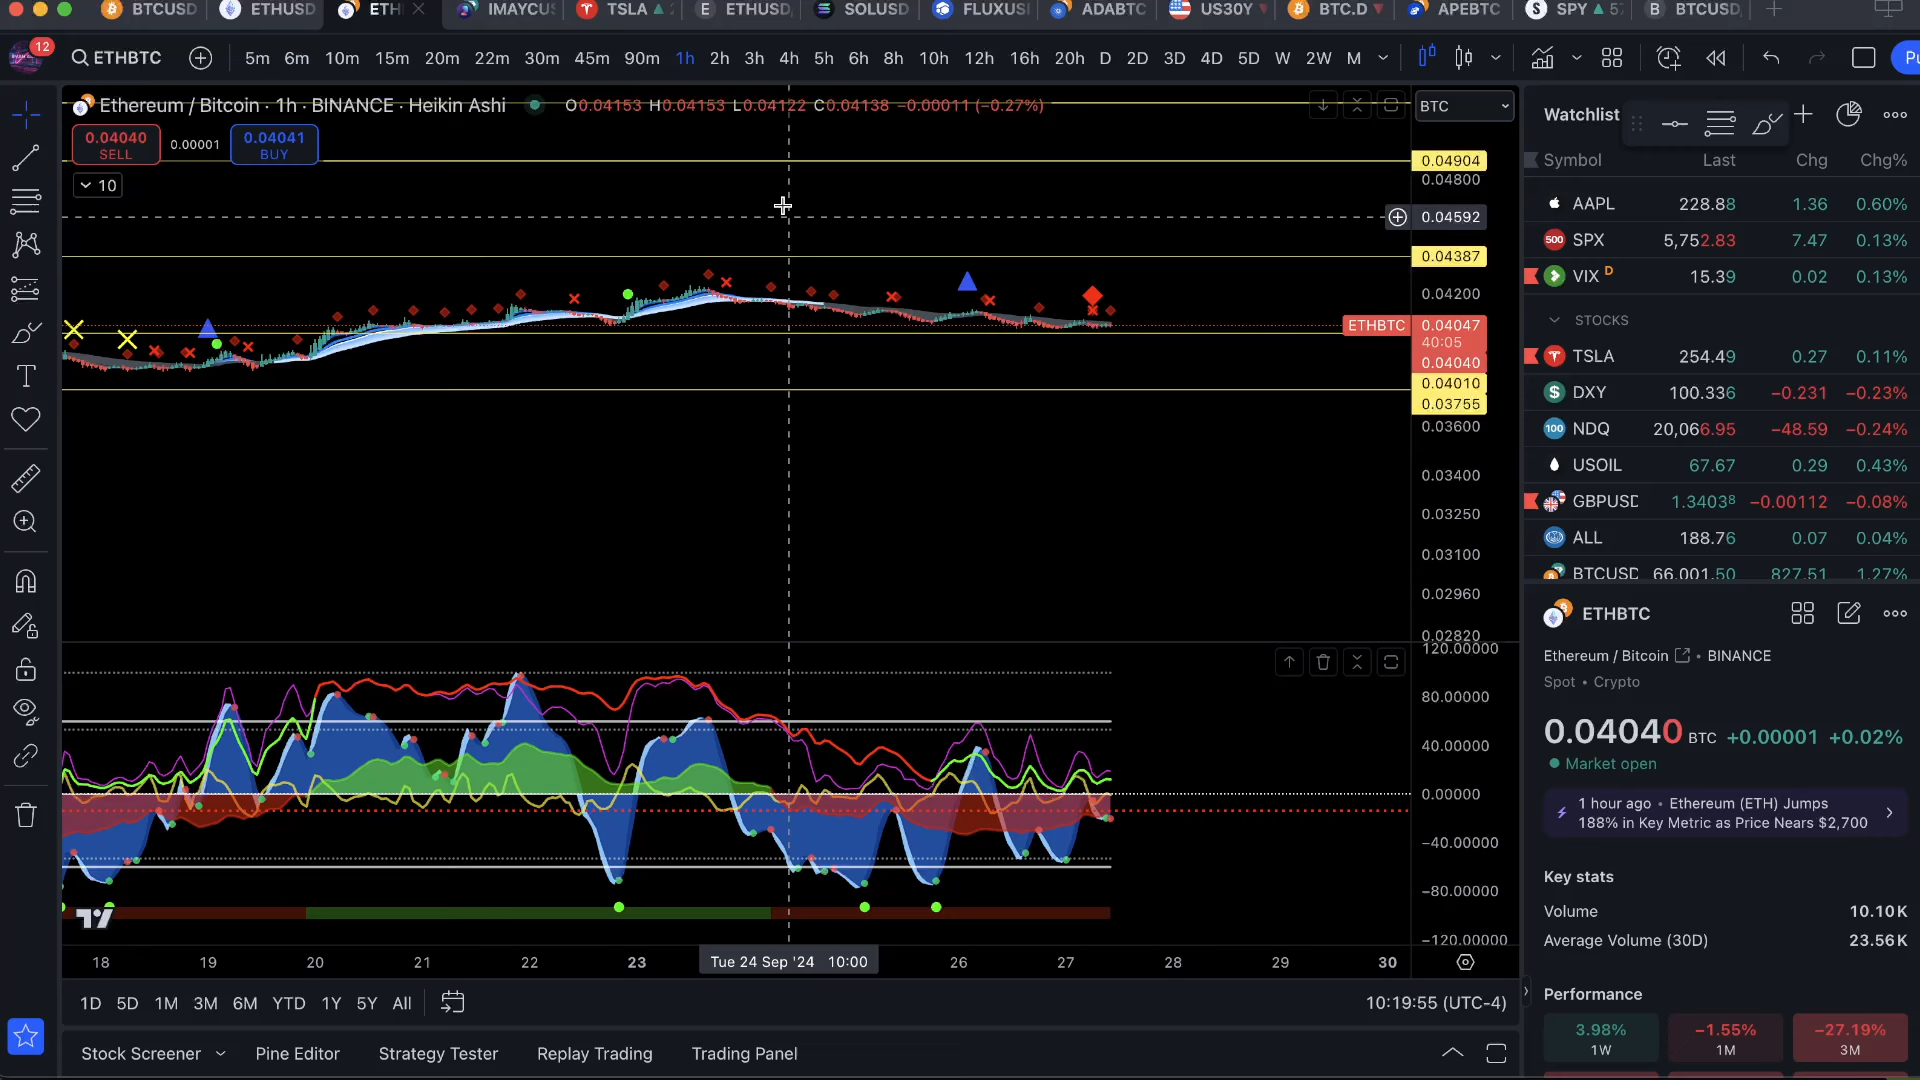 BTCUSD
ETHUSD
ETH
IMAYCUS
TSLA
E ETHUSD
SOLUSD
FLUXUSD
ADABTC
US30Y
BTC.D
APEBTC
SPY
B BTCUSD
12
ETHBTC
5m 6m 10m 15m 20m 22m 30m 45m 90m 1h 2h 3h 4h 5h 6h 8h 10h 12h 16h 20h D 2D 3D 4D 5D W 2W M
Ethereum / Bitcoin · 1h · BINANCE · Heikin Ashi
O0.04153 H0.04153 L0.04122 C0.04138 −0.00011 (−0.27%)
0.04040
SELL
0.00001
0.04041
BUY
10
BTC
0.04904
0.04800
0.04592
0.04387
0.04200
ETHBTC
0.04047
40:05
0.04040
0.04010
0.03755
0.03600
0.03400
0.03250
0.03100
0.02960
0.02820
120.00000
80.00000
40.00000
0.00000
−40.00000
−80.00000
−120.00000
18 19 20 21 22 23 Tue 24 Sep '24 10:00 26 27 28 29 30
1D 5D 1M 3M 6M YTD 1Y 5Y All
10:19:55 (UTC-4)
Stock Screener
Pine Editor
Strategy Tester
Replay Trading
Trading Panel
Watchlist
Symbol Last Chg Chg%
AAPL 228.88 1.36 0.60%
500 SPX 5,752.83 7.47 0.13%
VIX D 15.39 0.02 0.13%
STOCKS
TSLA 254.49 0.27 0.11%
DXY 100.336 −0.231 −0.23%
100 NDQ 20,066.95 −48.59 −0.24%
USOIL 67.67 0.29 0.43%
GBPUSD 1.34038 −0.00112 −0.08%
ALL 188.76 0.07 0.04%
BTCUSD 66,001.50 827.51 1.27%
ETHBTC
Ethereum / Bitcoin • BINANCE
Spot • Crypto
0.04040 BTC +0.00001 +0.02%
Market open
1 hour ago • Ethereum (ETH) Jumps
188% in Key Metric as Price Nears $2,700
Key stats
Volume 10.10K
Average Volume (30D) 23.56K
Performance
3.98%
1W
−1.55%
1M
−27.19%
3M